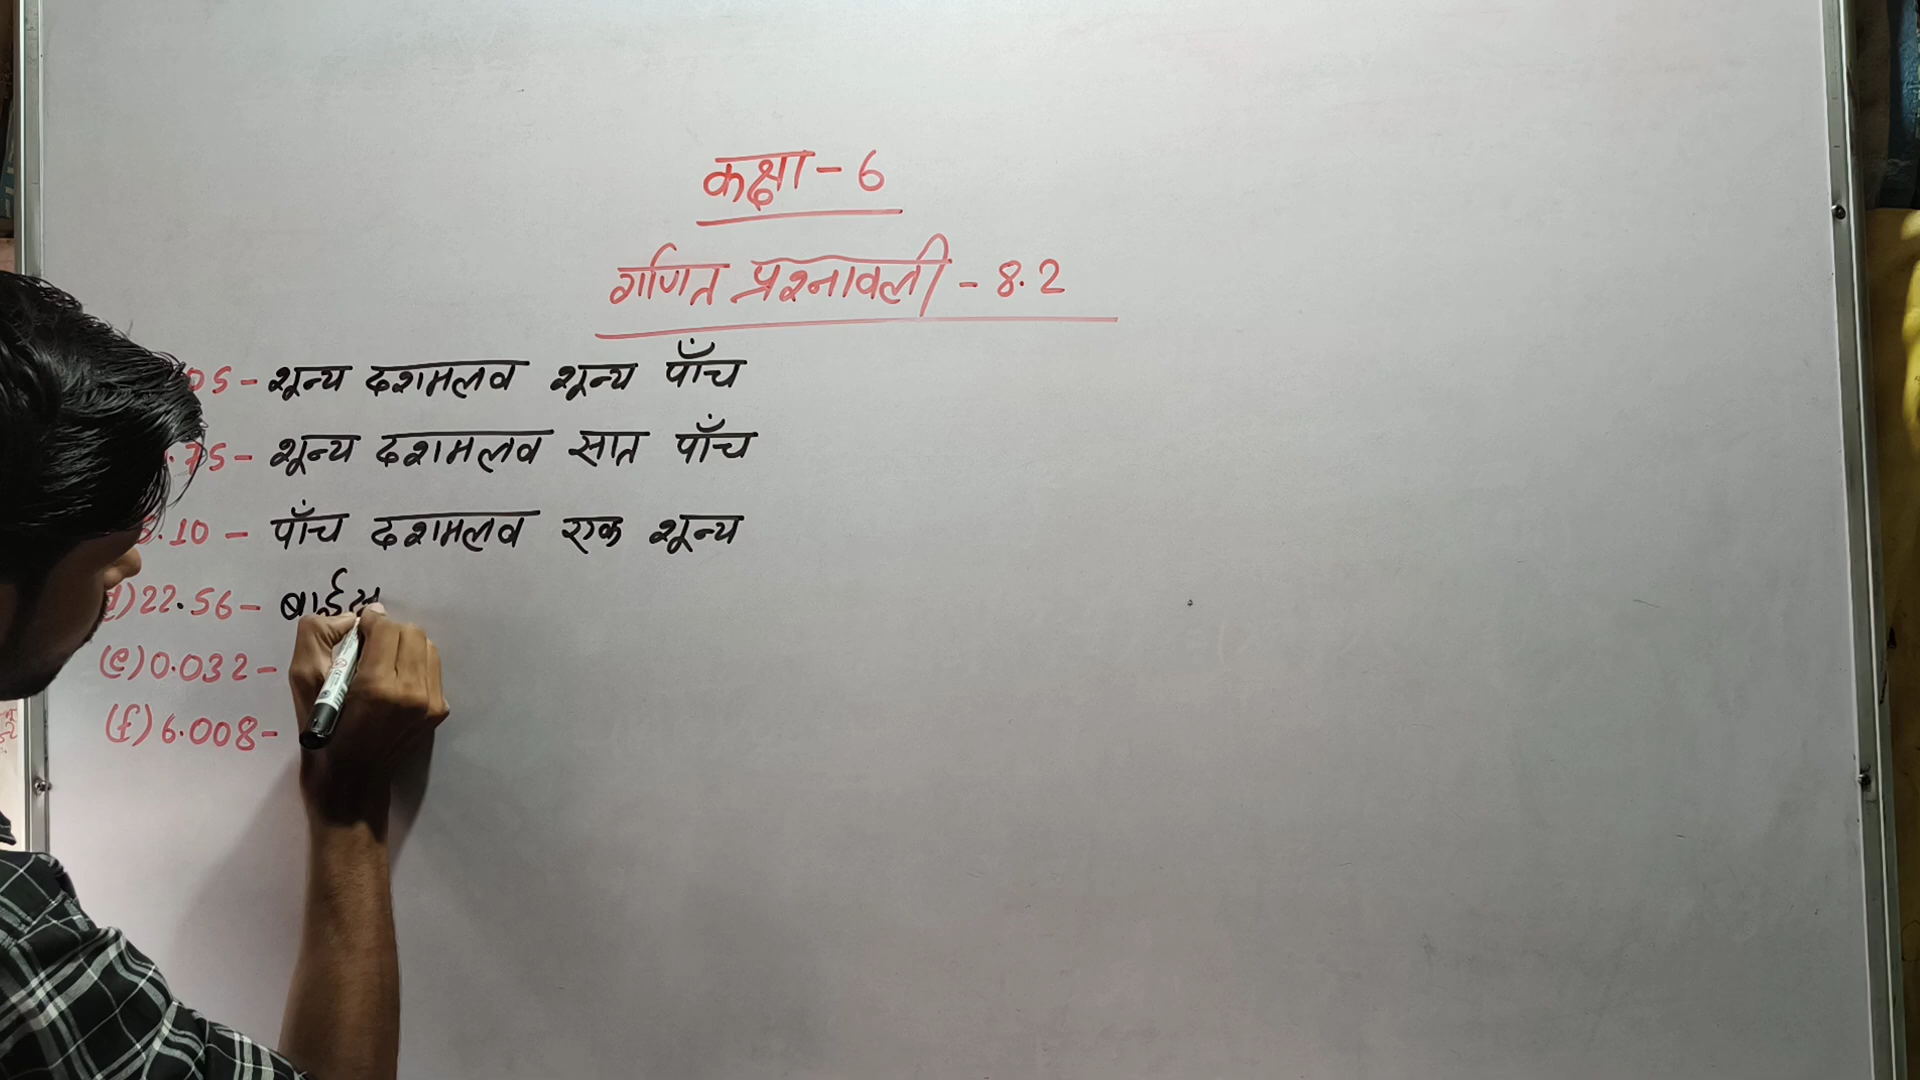 कक्षा - 6
गणित प्रश्नावली - 8.2
05 - शून्य दशमलव शून्य पाँच
.75 - शून्य दशमलव सात पाँच
5.10 - पाँच दशमलव एक शून्य
d) 22.56 - बाईस
(e) 0.032 -
(f) 6.008 -